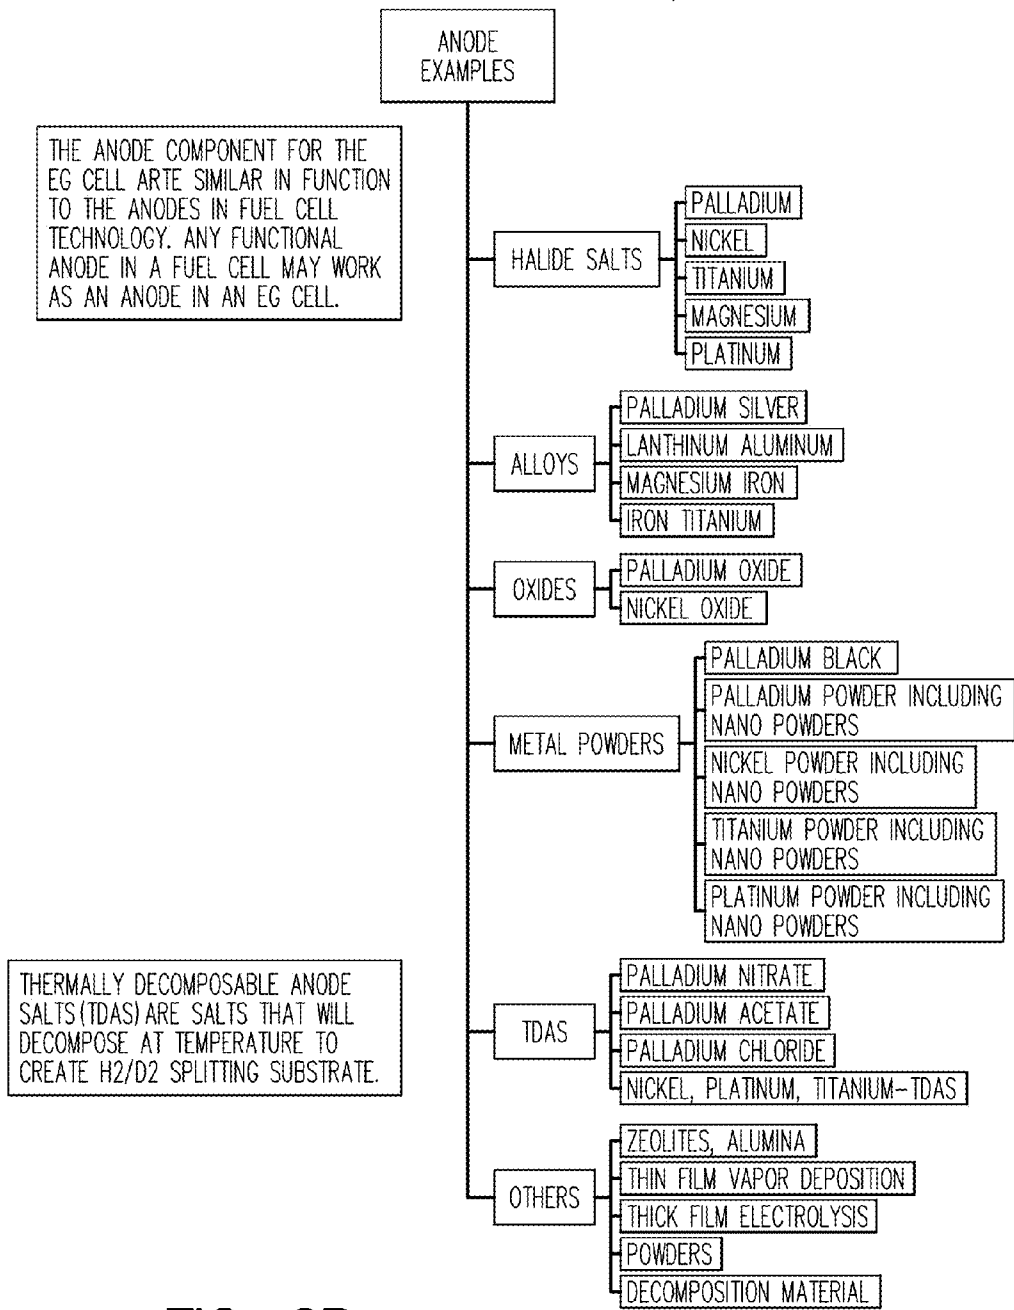 ANODE
EXAMPLES
THE ANODE COMPONENT FOR THE
EG CELL ARTE SIMILAR IN FUNCTION
TO THE ANODES IN FUEL CELL
TECHNOLOGY. ANY FUNCTIONAL
ANODE IN A FUEL CELL MAY WORK
AS AN ANODE IN AN EG CELL.
HALIDE SALTS
PALLADIUM
NICKEL
TITANIUM
MAGNESIUM
PLATINUM
ALLOYS
PALLADIUM SILVER
LANTHINUM ALUMINUM
MAGNESIUM IRON
IRON TITANIUM
OXIDES
PALLADIUM OXIDE
NICKEL OXIDE
METAL POWDERS
PALLADIUM BLACK
PALLADIUM POWDER INCLUDING
NANO POWDERS
NICKEL POWDER INCLUDING
NANO POWDERS
TITANIUM POWDER INCLUDING
NANO POWDERS
PLATINUM POWDER INCLUDING
NANO POWDERS
THERMALLY DECOMPOSABLE ANODE
SALTS(TDAS) ARE SALTS THAT WILL
DECOMPOSE AT TEMPERATURE TO
CREATE H2/D2 SPLITTING SUBSTRATE.
TDAS
PALLADIUM NITRATE
PALLADIUM ACETATE
PALLADIUM CHLORIDE
NICKEL, PLATINUM, TITANIUM-TDAS
OTHERS
ZEOLITES, ALUMINA
THIN FILM VAPOR DEPOSITION
THICK FILM ELECTROLYSIS
POWDERS
DECOMPOSITION MATERIAL